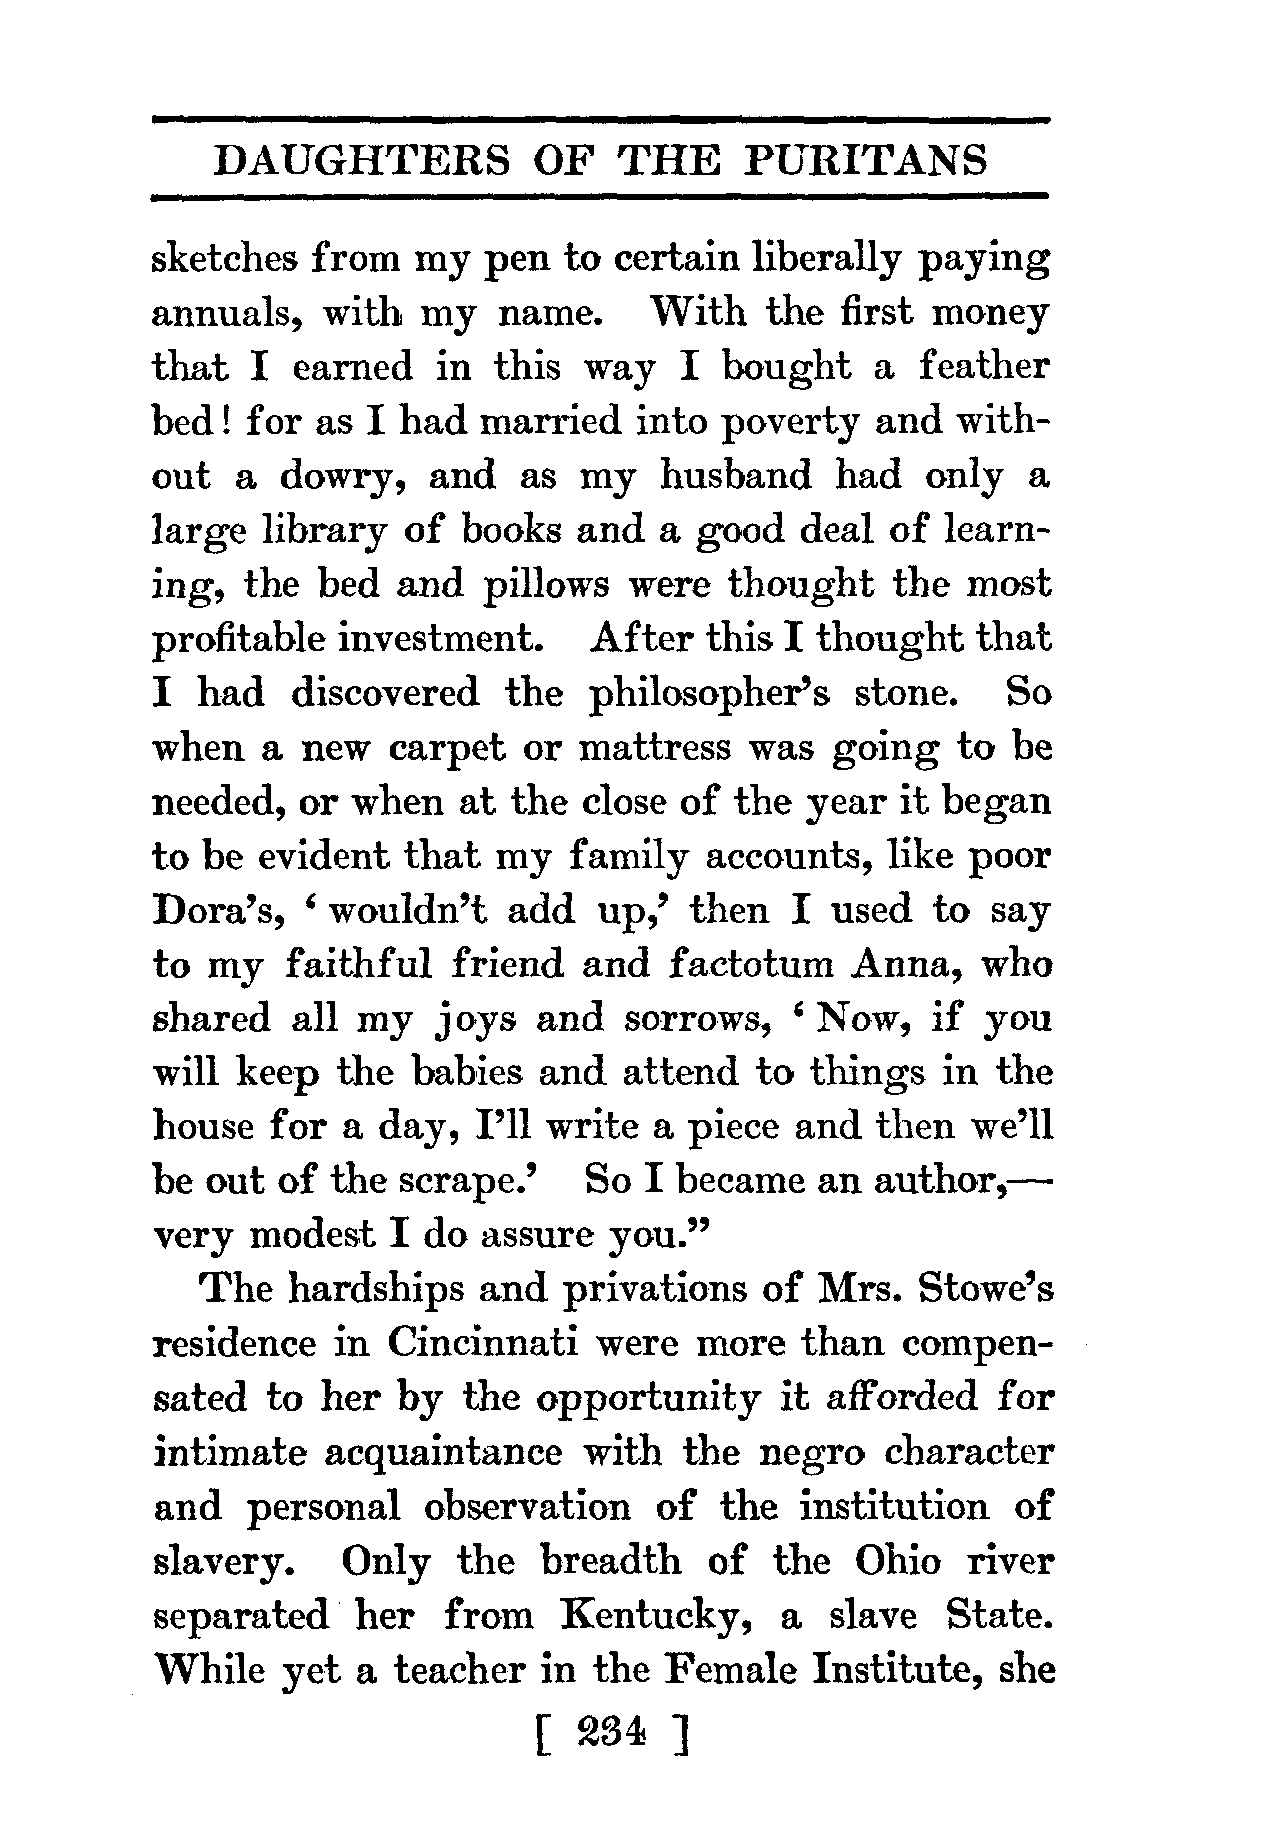 DAUGHTERS OF THE PURITANS
sketches from my pen to certain liberally paying
annuals, with my name. With the first money
that I earned in this way I bought a feather
bed! for as I had married into poverty and with-
out a dowry, and as my husband had only a
large library of books and a good deal of learn-
ing, the bed and pillows were thought the most
profitable investment. After this I thought that
I had discovered the philosopher's stone. So
when a new carpet or mattress was going to be
needed, or when at the close of the year it began
to be evident that my family accounts, like poor
Dora's, ‘ wouldn't add up,’ then I used to say
to my faithful friend and factotum Anna, who
shared all my joys and sorrows, ‘ Now, if you
will keep the babies and attend to things in the
house for a day, I'll write a piece and then we'll
be out of the scrape.’ So I became an author,—
very modest I do assure you.”
The hardships and privations of Mrs. Stowe's
residence in Cincinnati were more than compen-
sated to her by the opportunity it afforded for
intimate acquaintance with the negro character
and personal observation of the institution of
slavery. Only the breadth of the Ohio river
separated her from Kentucky, a slave State.
While yet a teacher in the Female Institute, she
[ 234 ]